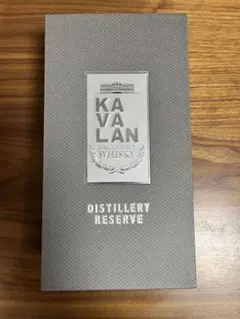 KA
VA
LAN
WHISKY
DISTILLERY
RESERVE